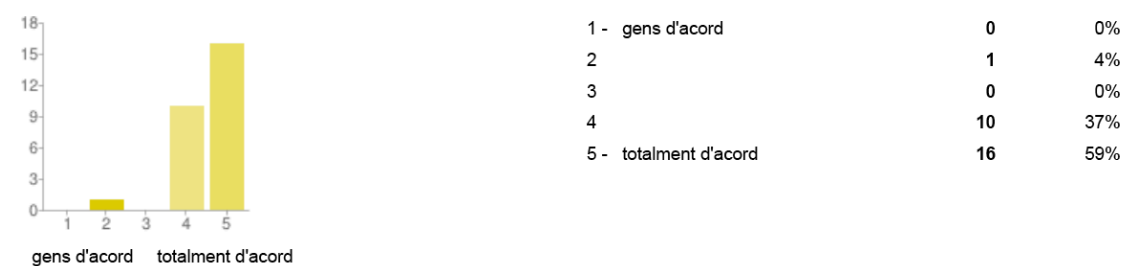 18
15
12
9
6
3
0
1 2 3 4 5
gens d'acord totalment d'acord
1 - gens d'acord 0 0%
2 1 4%
3 0 0%
4 10 37%
5 - totalment d'acord 16 59%